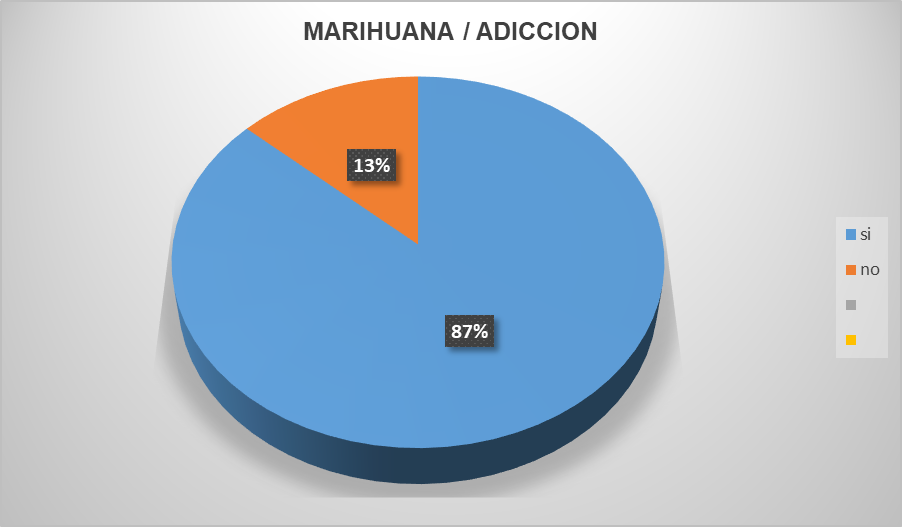 MARIHUANA / ADICCION
13%
87%
si
no